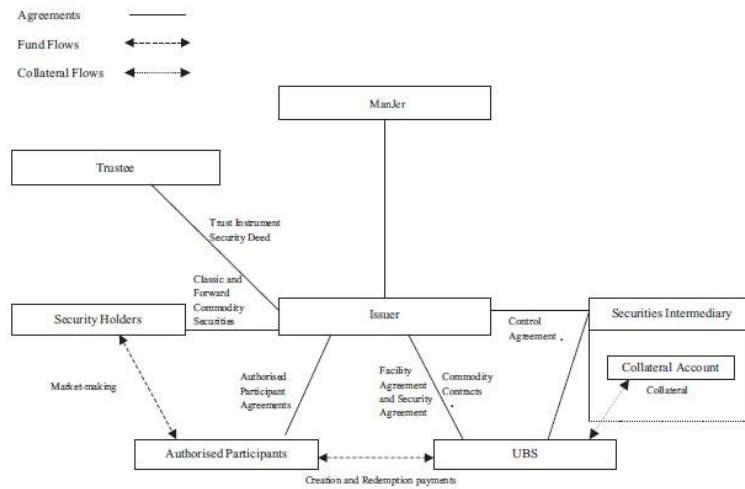 Agreements
Fund Flows
Collateral Flows
ManJer
Trustee
Trust Instrument
Security Deed
Classic and
Forward
Commodity
Securities
Security Holders
Issuer
Control
Agreement
Securities Intermediary
Collateral Account
Collateral
Market-making
Authorised
Participant
Agreements
Facility
Agreement
and Security
Agreement
Commodity
Contracts
Authorised Participants
UBS
Creation and Redemption payments